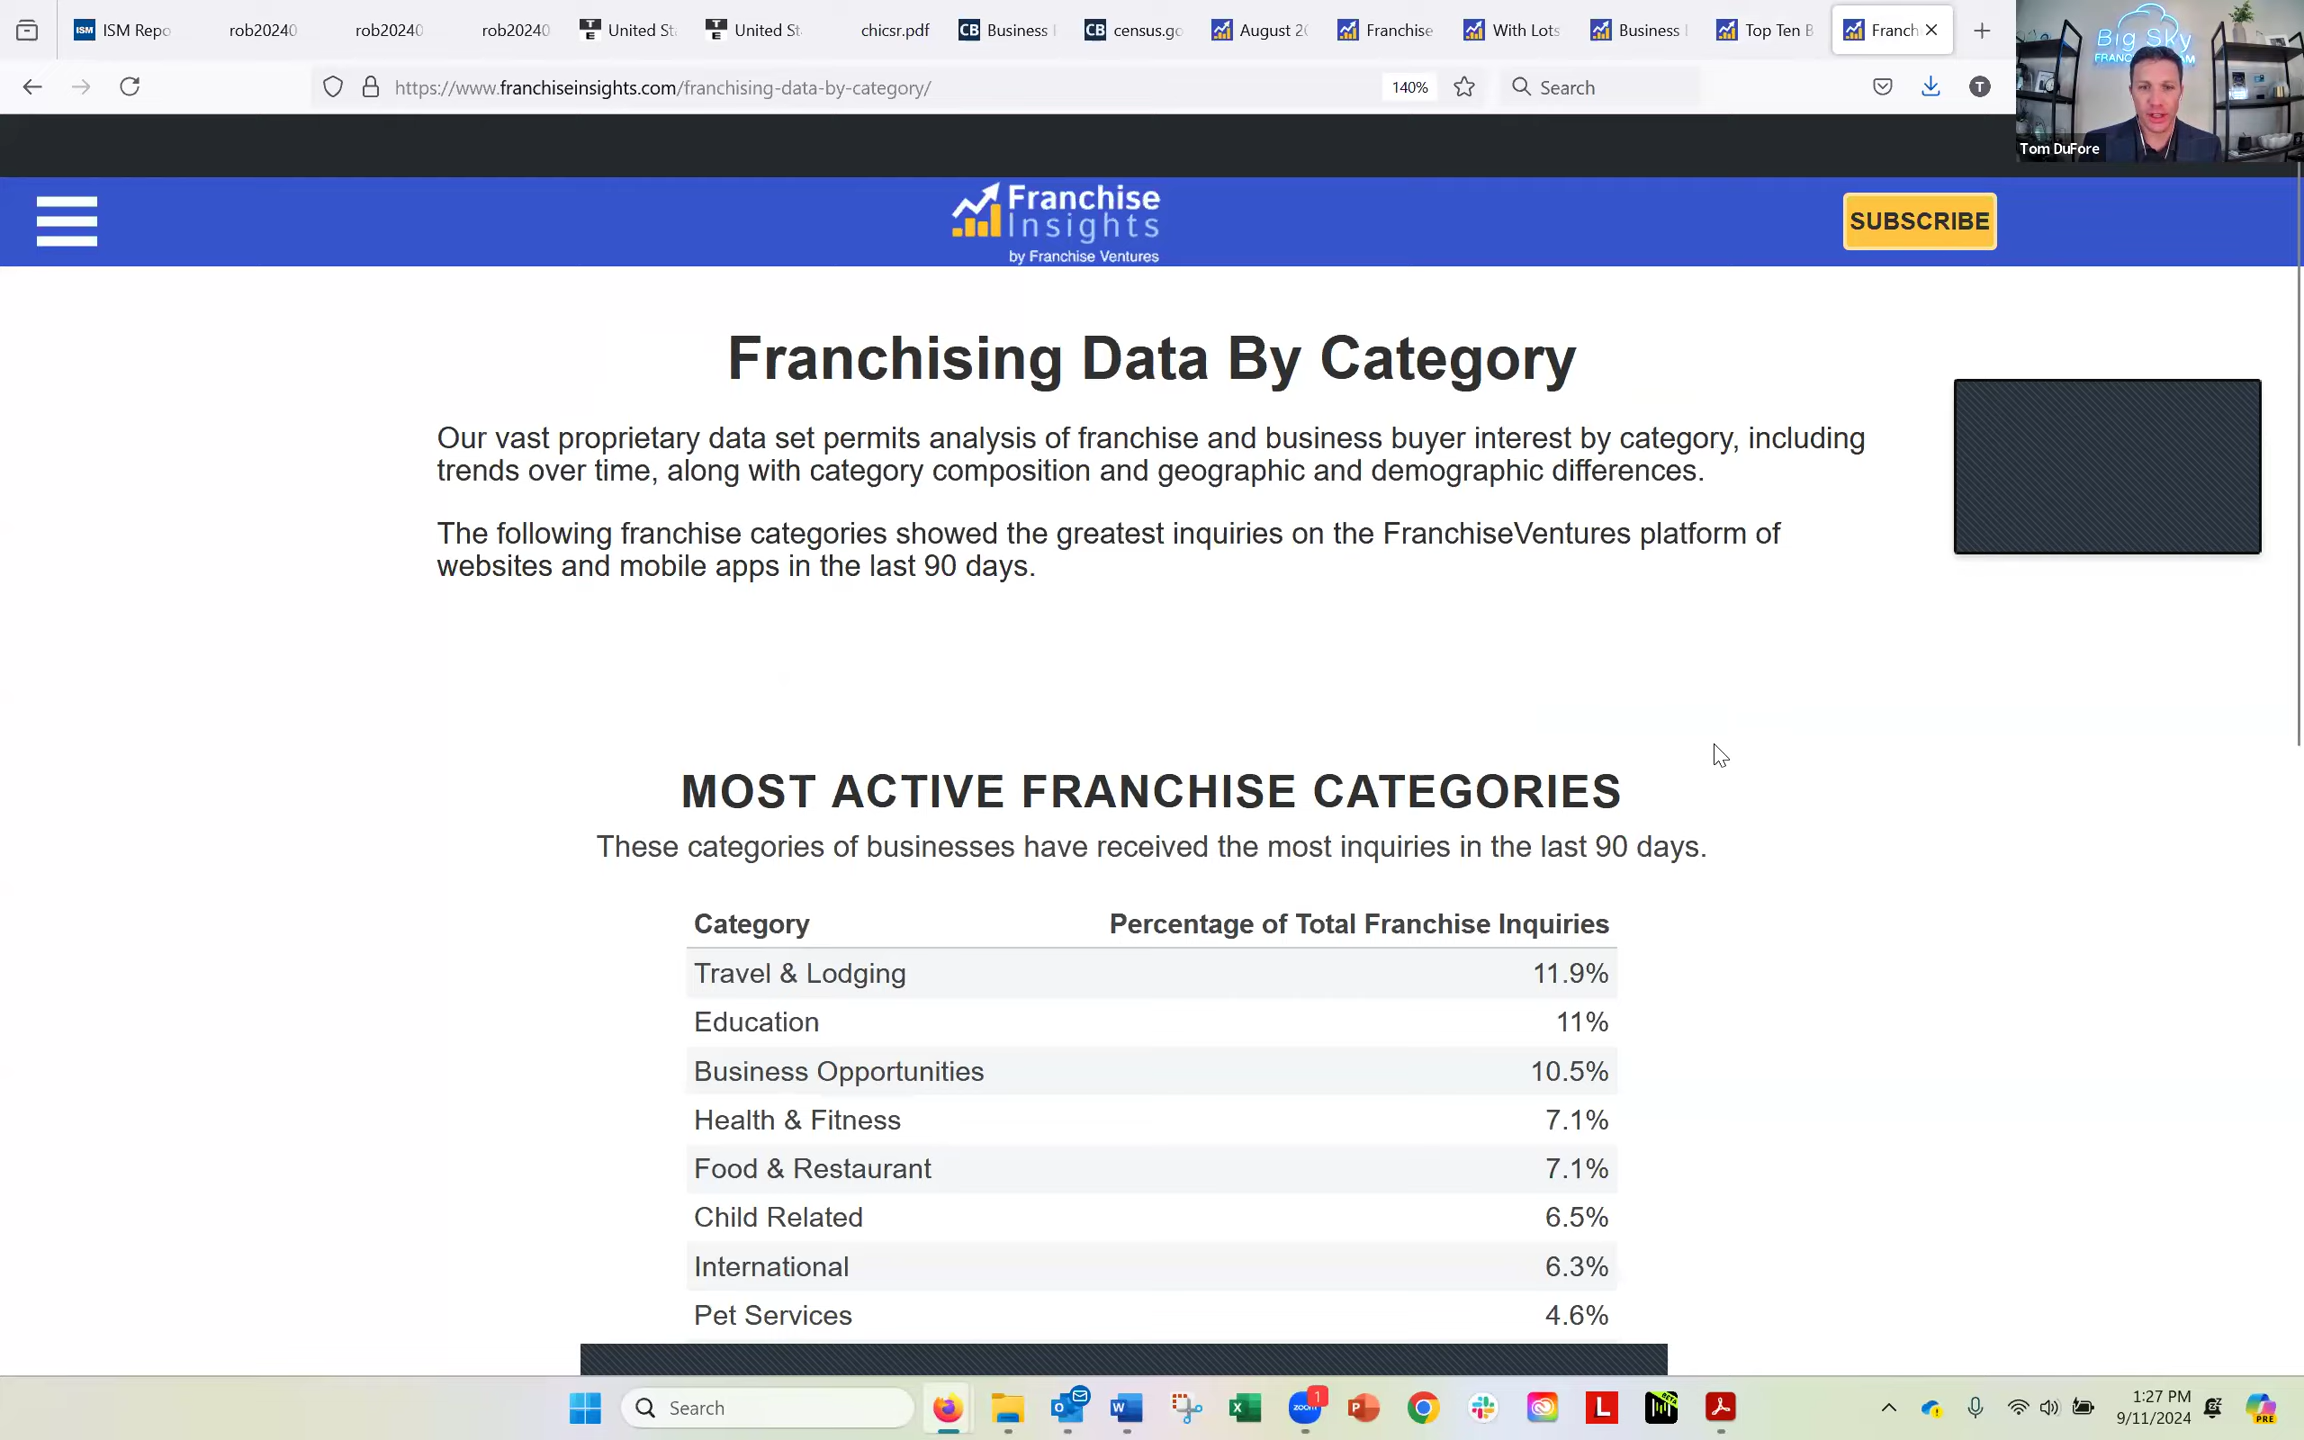 ISM Repo
rob20240
rob20240
rob20240
United St
United St
chicsr.pdf
Business
census.go
August 20
Franchise
With Lots
Business
Top Ten B
Franch
https://www.franchiseinsights.com/franchising-data-by-category/
140%
Search
T
Big Sky
Tom DuFore
Franchise
Insights
by Franchise Ventures
SUBSCRIBE
Franchising Data By Category
Our vast proprietary data set permits analysis of franchise and business buyer interest by category, including
trends over time, along with category composition and geographic and demographic differences.
The following franchise categories showed the greatest inquiries on the FranchiseVentures platform of
websites and mobile apps in the last 90 days.
MOST ACTIVE FRANCHISE CATEGORIES
These categories of businesses have received the most inquiries in the last 90 days.
Category Percentage of Total Franchise Inquiries
Travel & Lodging 11.9%
Education 11%
Business Opportunities 10.5%
Health & Fitness 7.1%
Food & Restaurant 7.1%
Child Related 6.5%
International 6.3%
Pet Services 4.6%
Search
zoom
1
1:27 PM
9/11/2024
PRE